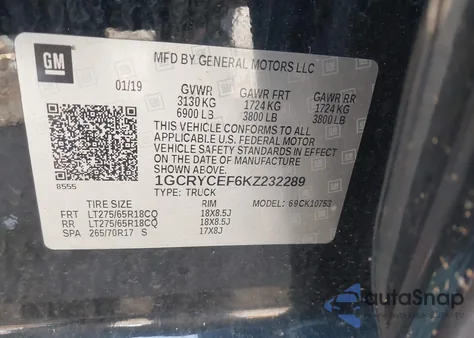 GM
MFD BY GENERAL MOTORS LLC
01/19
GVWR GAWR FRT GAWR RR
3130 KG 1724 KG 1724 KG
6900 LB 3800 LB 3800 LB
THIS VEHICLE CONFORMS TO ALL
APPLICABLE U.S. FEDERAL MOTOR
VEHICLE SAFETY STANDARDS IN
EFFECT ON THE DATE OF
MANUFACTURE SHOWN ABOVE.
1GCRYCEF6KZ232289
TYPE: TRUCK
8555
MODEL: 69CK10753
TIRE SIZE RIM
FRT LT275/65R18CQ 18X8.5J
RR LT275/65R18CQ 18X8.5J
SPA 265/70R17 S 17X8J
autoSnap